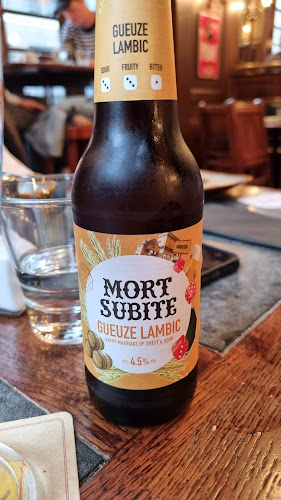 GUEUZE
LAMBIC
SOUR FRUITY BITTER
MORT
SUBITE
GUEUZE LAMBIC
HAPPY MARRIAGE OF SWEET & SOUR
ALC 4.5% VOL